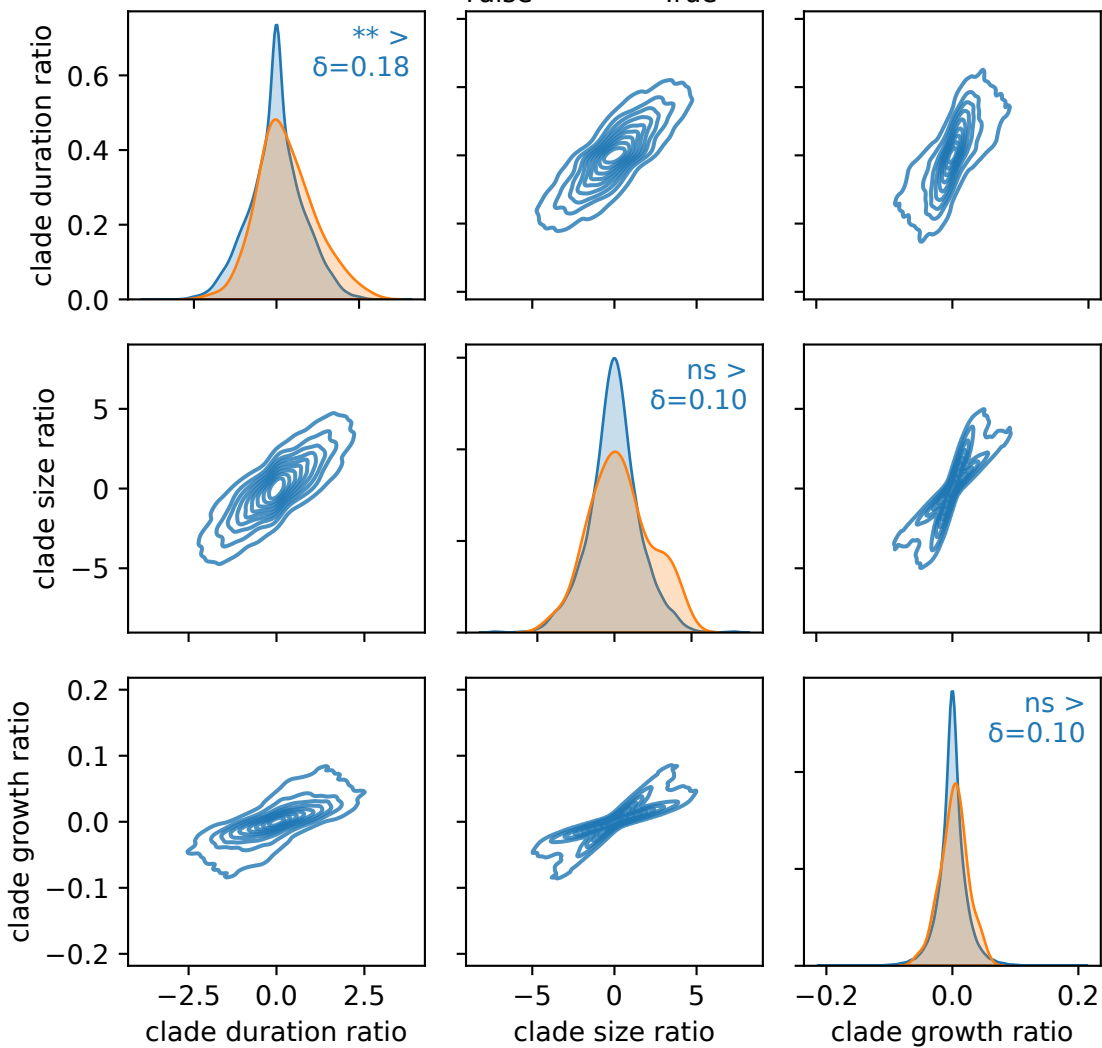 False True
clade duration ratio
** >
δ=0.18
0.6
0.4
0.2
0.0
clade size ratio
ns >
δ=0.10
5
0
−5
clade growth ratio
ns >
δ=0.10
0.2
0.1
0.0
−0.1
−0.2
−2.5 0.0 2.5 −5 0 5 −0.2 0.0 0.2
clade duration ratio clade size ratio clade growth ratio